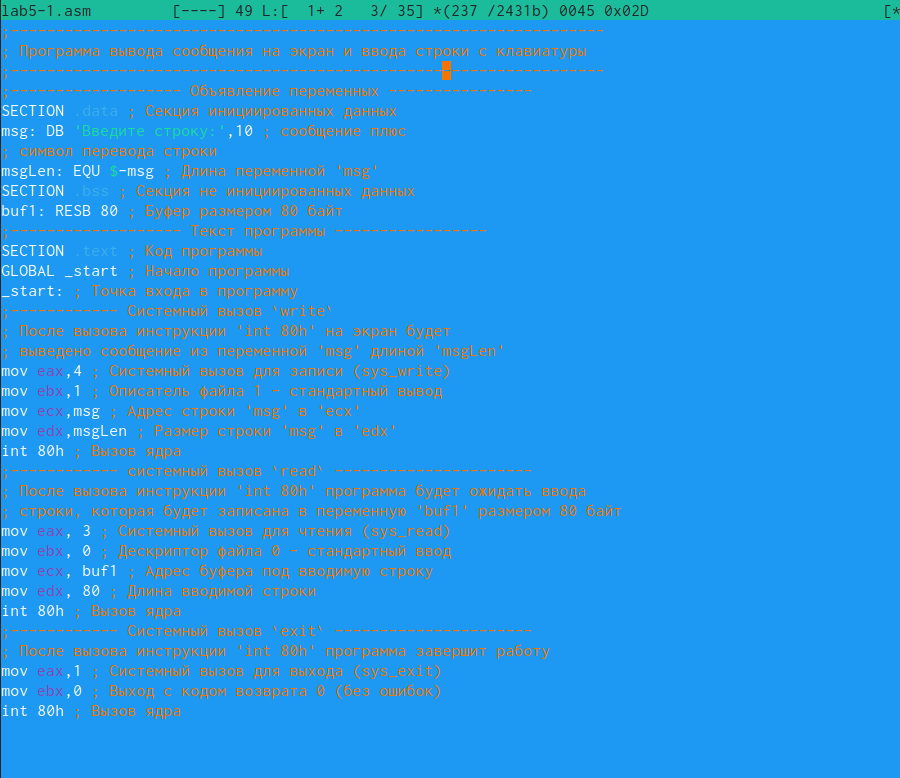 lab5-1.asm [----] 49 L:[ 1+ 2 3/ 35] *(237 /2431b) 0045 0x02D [*
;------------------------------------------------------------------
; Программа вывода сообщения на экран и ввода строки с клавиатуры
;------------------------------------------------------------------
;------------------- Объявление переменных ----------------
SECTION .data ; Секция инициированных данных
msg: DB 'Введите строку:',10 ; сообщение плюс
; символ перевода строки
msgLen: EQU $-msg ; Длина переменной 'msg'
SECTION .bss ; Секция не инициированных данных
buf1: RESB 80 ; Буфер размером 80 байт
;------------------- Текст программы -----------------
SECTION .text ; Код программы
GLOBAL _start ; Начало программы
_start: ; Точка входа в программу
;------------ Cистемный вызов `write`
; После вызова инструкции 'int 80h' на экран будет
; выведено сообщение из переменной 'msg' длиной 'msgLen'
mov eax,4 ; Системный вызов для записи (sys_write)
mov ebx,1 ; Описатель файла 1 - стандартный вывод
mov ecx,msg ; Адрес строки 'msg' в 'ecx'
mov edx,msgLen ; Размер строки 'msg' в 'edx'
int 80h ; Вызов ядра
;------------ системный вызов `read` ----------------------
; После вызова инструкции 'int 80h' программа будет ожидать ввода
; строки, которая будет записана в переменную 'buf1' размером 80 байт
mov eax, 3 ; Системный вызов для чтения (sys_read)
mov ebx, 0 ; Дескриптор файла 0 - стандартный ввод
mov ecx, buf1 ; Адрес буфера под вводимую строку
mov edx, 80 ; Длина вводимой строки
int 80h ; Вызов ядра
;------------ Системный вызов `exit` ----------------------
; После вызова инструкции 'int 80h' программа завершит работу
mov eax,1 ; Системный вызов для выхода (sys_exit)
mov ebx,0 ; Выход с кодом возврата 0 (без ошибок)
int 80h ; Вызов ядра